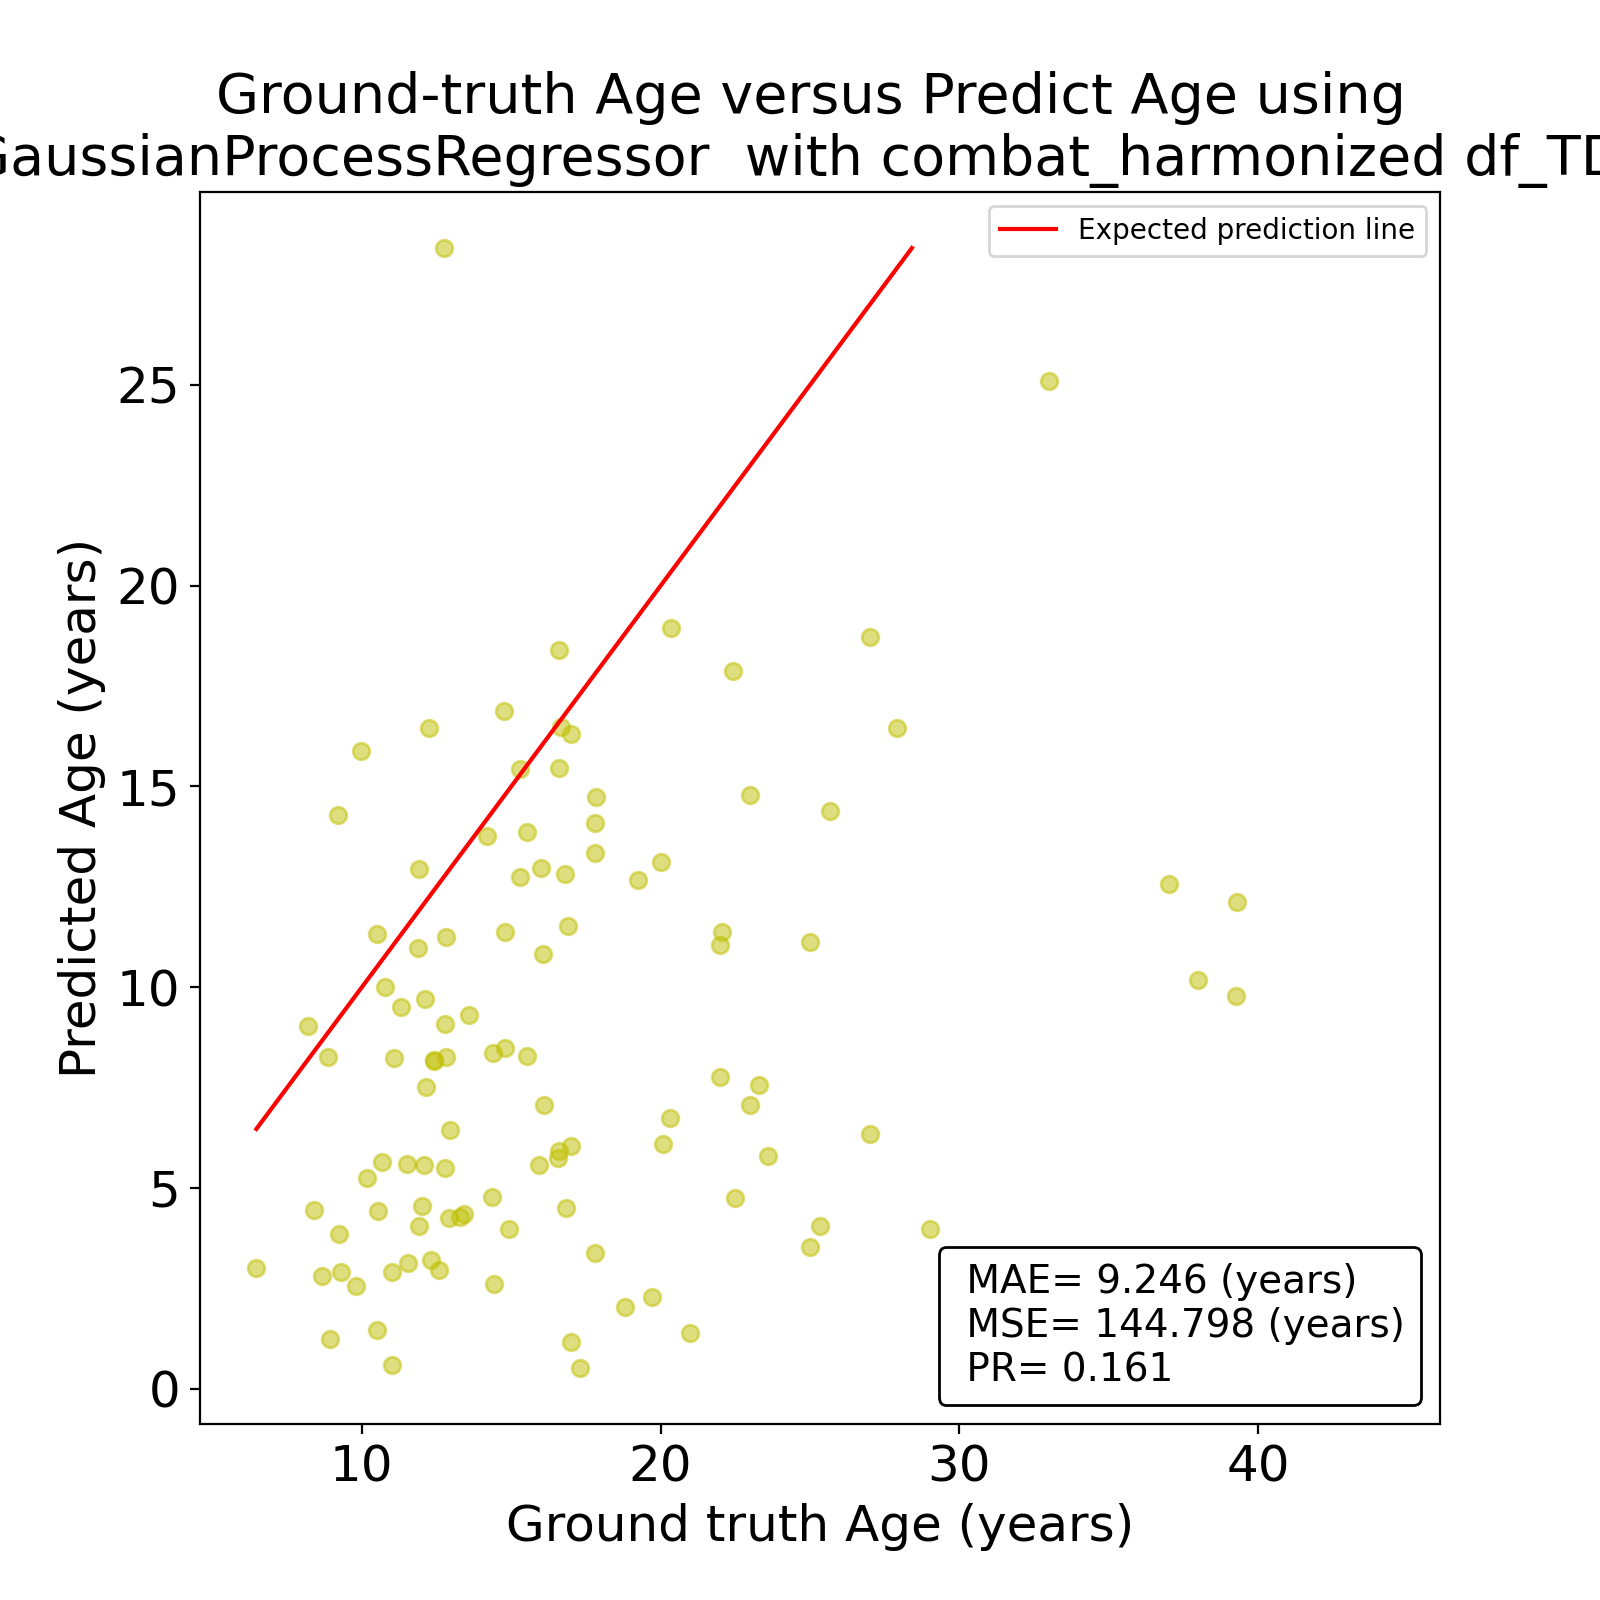 Ground-truth Age versus Predict Age using
GaussianProcessRegressor with combat_harmonized df_TD
Expected prediction line
Predicted Age (years)
25
20
15
10
5
0
MAE= 9.246 (years)
MSE= 144.798 (years)
PR= 0.161
10 20 30 40
Ground truth Age (years)